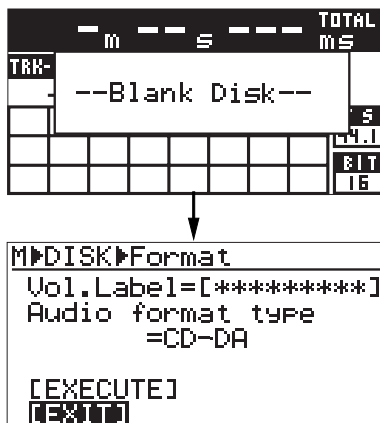 TOTAL
-- m -- s --- ms
TRK-
--Blank Disk--
S
44.1
BIT
16
M▶DISK▶Format
Vol.Label=[*********]
Audio format type
=CD-DA
[EXECUTE]
[EXIT]